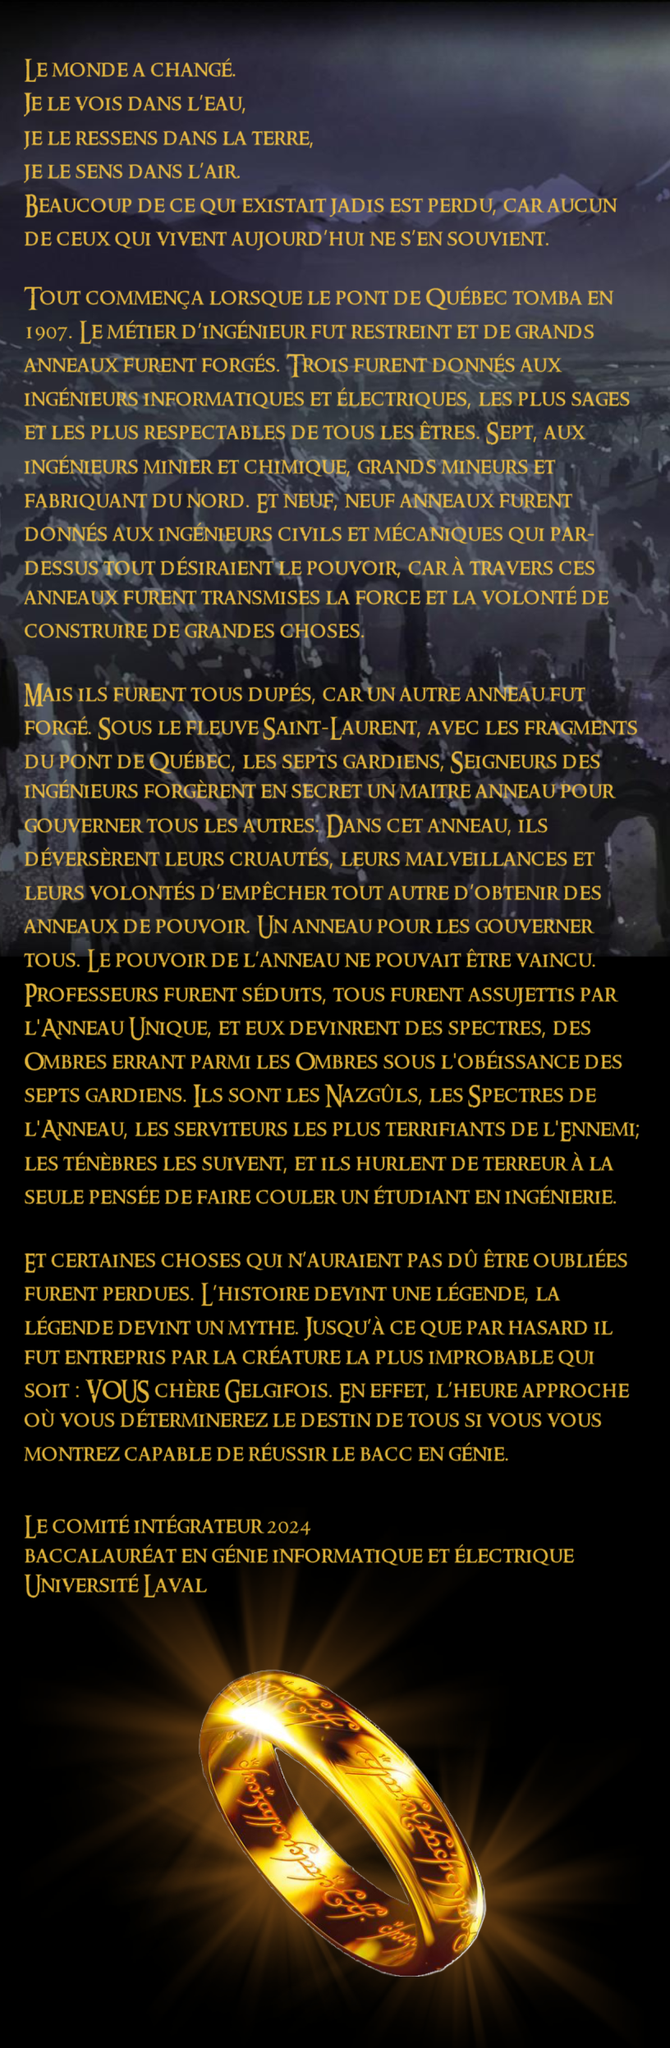 Le monde a changé.
Je le vois dans l'eau,
je le ressens dans la terre,
je le sens dans l'air.
Beaucoup de ce qui existait jadis est perdu, car aucun
de ceux qui vivent aujourd'hui ne s'en souvient.
Tout commença lorsque le pont de Québec tomba en
1907. Le métier d'ingénieur fut restreint et de grands
anneaux furent forgés. Trois furent donnés aux
ingénieurs informatiques et électriques, les plus sages
et les plus respectables de tous les êtres. Sept, aux
ingénieurs minier et chimique, grands mineurs et
fabriquant du nord. Et neuf, neuf anneaux furent
donnés aux ingénieurs civils et mécaniques qui par-
dessus tout désiraient le pouvoir, car à travers ces
anneaux furent transmises la force et la volonté de
construire de grandes choses.
Mais ils furent tous dupés, car un autre anneau fut
forgé. Sous le fleuve Saint-Laurent, avec les fragments
du pont de Québec, les septs gardiens, Seigneurs des
ingénieurs forgèrent en secret un maitre anneau pour
gouverner tous les autres. Dans cet anneau, ils
déversèrent leurs cruautés, leurs malveillances et
leurs volontés d'empêcher tout autre d'obtenir des
anneaux de pouvoir. Un anneau pour les gouverner
tous. Le pouvoir de l'anneau ne pouvait être vaincu.
Professeurs furent séduits, tous furent assujettis par
l'Anneau Unique, et eux devinrent des spectres, des
Ombres errant parmi les Ombres sous l'obéissance des
septs gardiens. Ils sont les Nazgûls, les Spectres de
l'Anneau, les serviteurs les plus terrifiants de l'Ennemi;
les ténèbres les suivent, et ils hurlent de terreur à la
seule pensée de faire couler un étudiant en ingénierie.
Et certaines choses qui n'auraient pas dû être oubliées
furent perdues. L'histoire devint une légende, la
légende devint un mythe. Jusqu'à ce que par hasard il
fut entrepris par la créature la plus improbable qui
soit : VOUS chère Gelgifois. En effet, l'heure approche
où vous déterminerez le destin de tous si vous vous
montrez capable de réussir le bacc en génie.
Le comité intégrateur 2024
baccalauréat en génie informatique et électrique
Université Laval